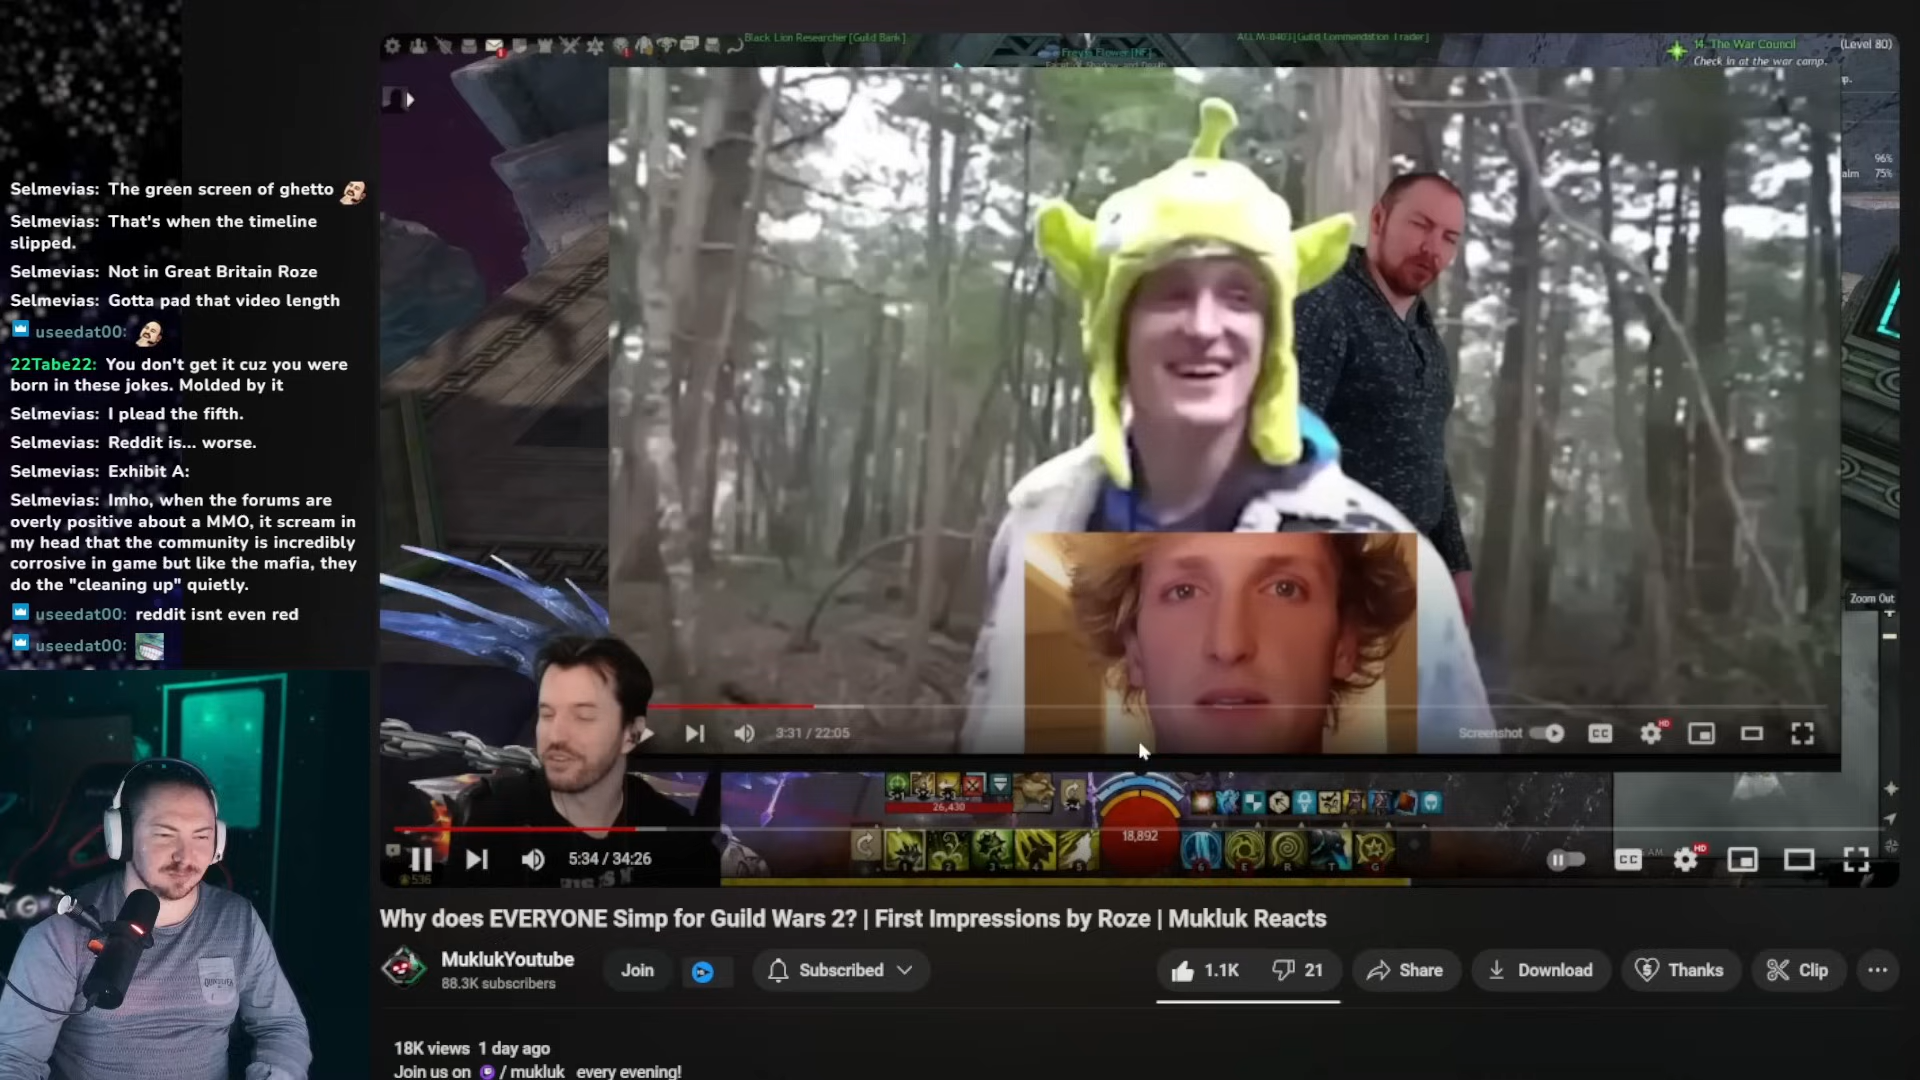 Selmevias: The green screen of ghetto
Selmevias: That's when the timeline
slipped.
Selmevias: Not in Great Britain Roze
Selmevias: Gotta pad that video length
useedat00:
22Tabe22: You don't get it cuz you were
born in these jokes. Molded by it
Selmevias: I plead the fifth.
Selmevias: Reddit is... worse.
Selmevias: Exhibit A:
Selmevias: Imho, when the forums are
overly positive about a MMO, it scream in
my head that the community is incredibly
corrosive in game but like the mafia, they
do the "cleaning up" quietly.
useedat00: reddit isnt even red
useedat00:
Black Lion Researcher [Guild Bank]
14. The War Council
(Level 80)
Check in at the war camp.
96%
75%
Zoom Out
3:31 / 22:05
Screenshot
CC
HD
26,430
18,892
5:34 / 34:26
CC
HD
Why does EVERYONE Simp for Guild Wars 2? | First Impressions by Roze | Mukluk Reacts
MuklukYoutube
88.3K subscribers
Join
Subscribed
1.1K
21
Share
Download
Thanks
Clip
18K views 1 day ago
Join us on / mukluk every evening!